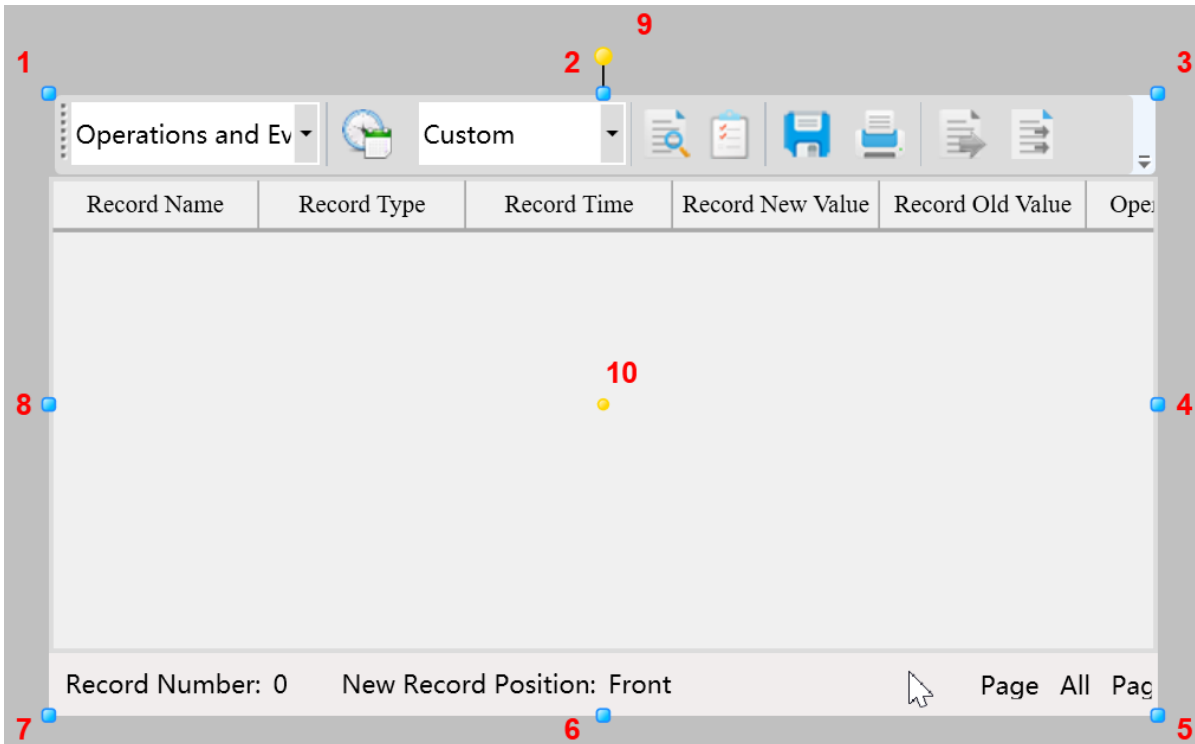 9
1 2 3
Operations and Ev Custom
Record Name Record Type Record Time Record New Value Record Old Value Oper
10
8 4
Record Number: 0 New Record Position: Front Page All Pag
7 6 5